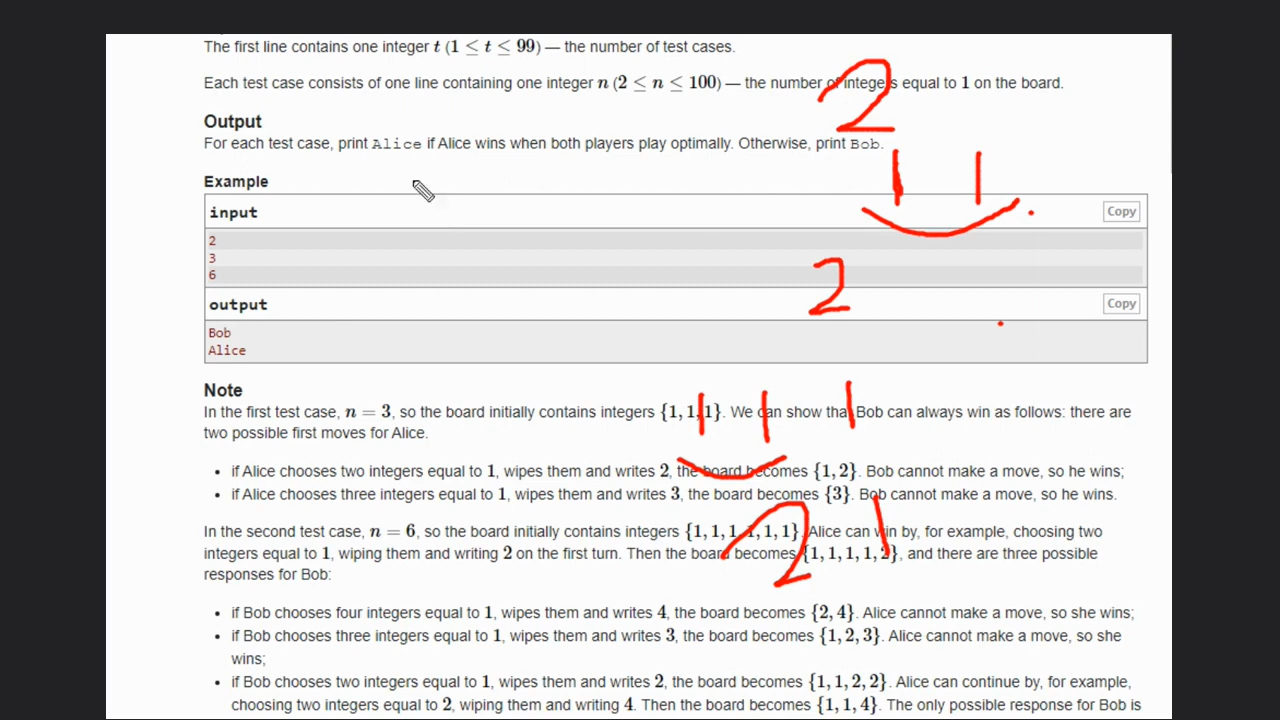 The first line contains one integer t (1 ≤ t ≤ 99) — the number of test cases.
Each test case consists of one line containing one integer n (2 ≤ n ≤ 100) — the number of integers equal to 1 on the board.
2
Output
For each test case, print Alice if Alice wins when both players play optimally. Otherwise, print Bob.
1 1
Example
input
Copy
2
3
6
2
output
Copy
Bob
Alice
Note
1 1 1
In the first test case, n = 3, so the board initially contains integers {1, 1, 1}. We can show that Bob can always win as follows: there are
two possible first moves for Alice.
• if Alice chooses two integers equal to 1, wipes them and writes 2, the board becomes {1, 2}. Bob cannot make a move, so he wins;
• if Alice chooses three integers equal to 1, wipes them and writes 3, the board becomes {3}. Bob cannot make a move, so he wins.
2 1
In the second test case, n = 6, so the board initially contains integers {1, 1, 1, 1, 1, 1}. Alice can win by, for example, choosing two
integers equal to 1, wiping them and writing 2 on the first turn. Then the board becomes {1, 1, 1, 1, 2}, and there are three possible
responses for Bob:
• if Bob chooses four integers equal to 1, wipes them and writes 4, the board becomes {2, 4}. Alice cannot make a move, so she wins;
• if Bob chooses three integers equal to 1, wipes them and writes 3, the board becomes {1, 2, 3}. Alice cannot make a move, so she
wins;
• if Bob chooses two integers equal to 1, wipes them and writes 2, the board becomes {1, 1, 2, 2}. Alice can continue by, for example,
choosing two integers equal to 2, wiping them and writing 4. Then the board becomes {1, 1, 4}. The only possible response for Bob is